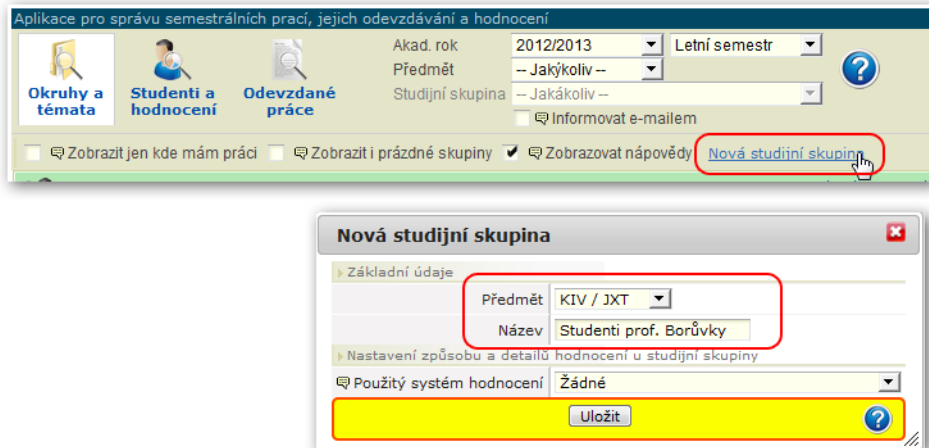 Aplikace pro správu semestrálních prací, jejich odevzdávání a hodnocení
Okruhy a témata
Studenti a hodnocení
Odevzdané práce
Akad. rok 2012/2013 Letní semestr
Předmět -- Jakýkoliv --
Studijní skupina -- Jakákoliv --
Informovat e-mailem
Zobrazit jen kde mám práci Zobrazit i prázdné skupiny Zobrazovat nápovědy Nová studijní skupina
Nová studijní skupina
Základní údaje
Předmět KIV / JXT
Název Studenti prof. Borůvky
Nastavení způsobu a detailů hodnocení u studijní skupiny
Použitý systém hodnocení Žádné
Uložit